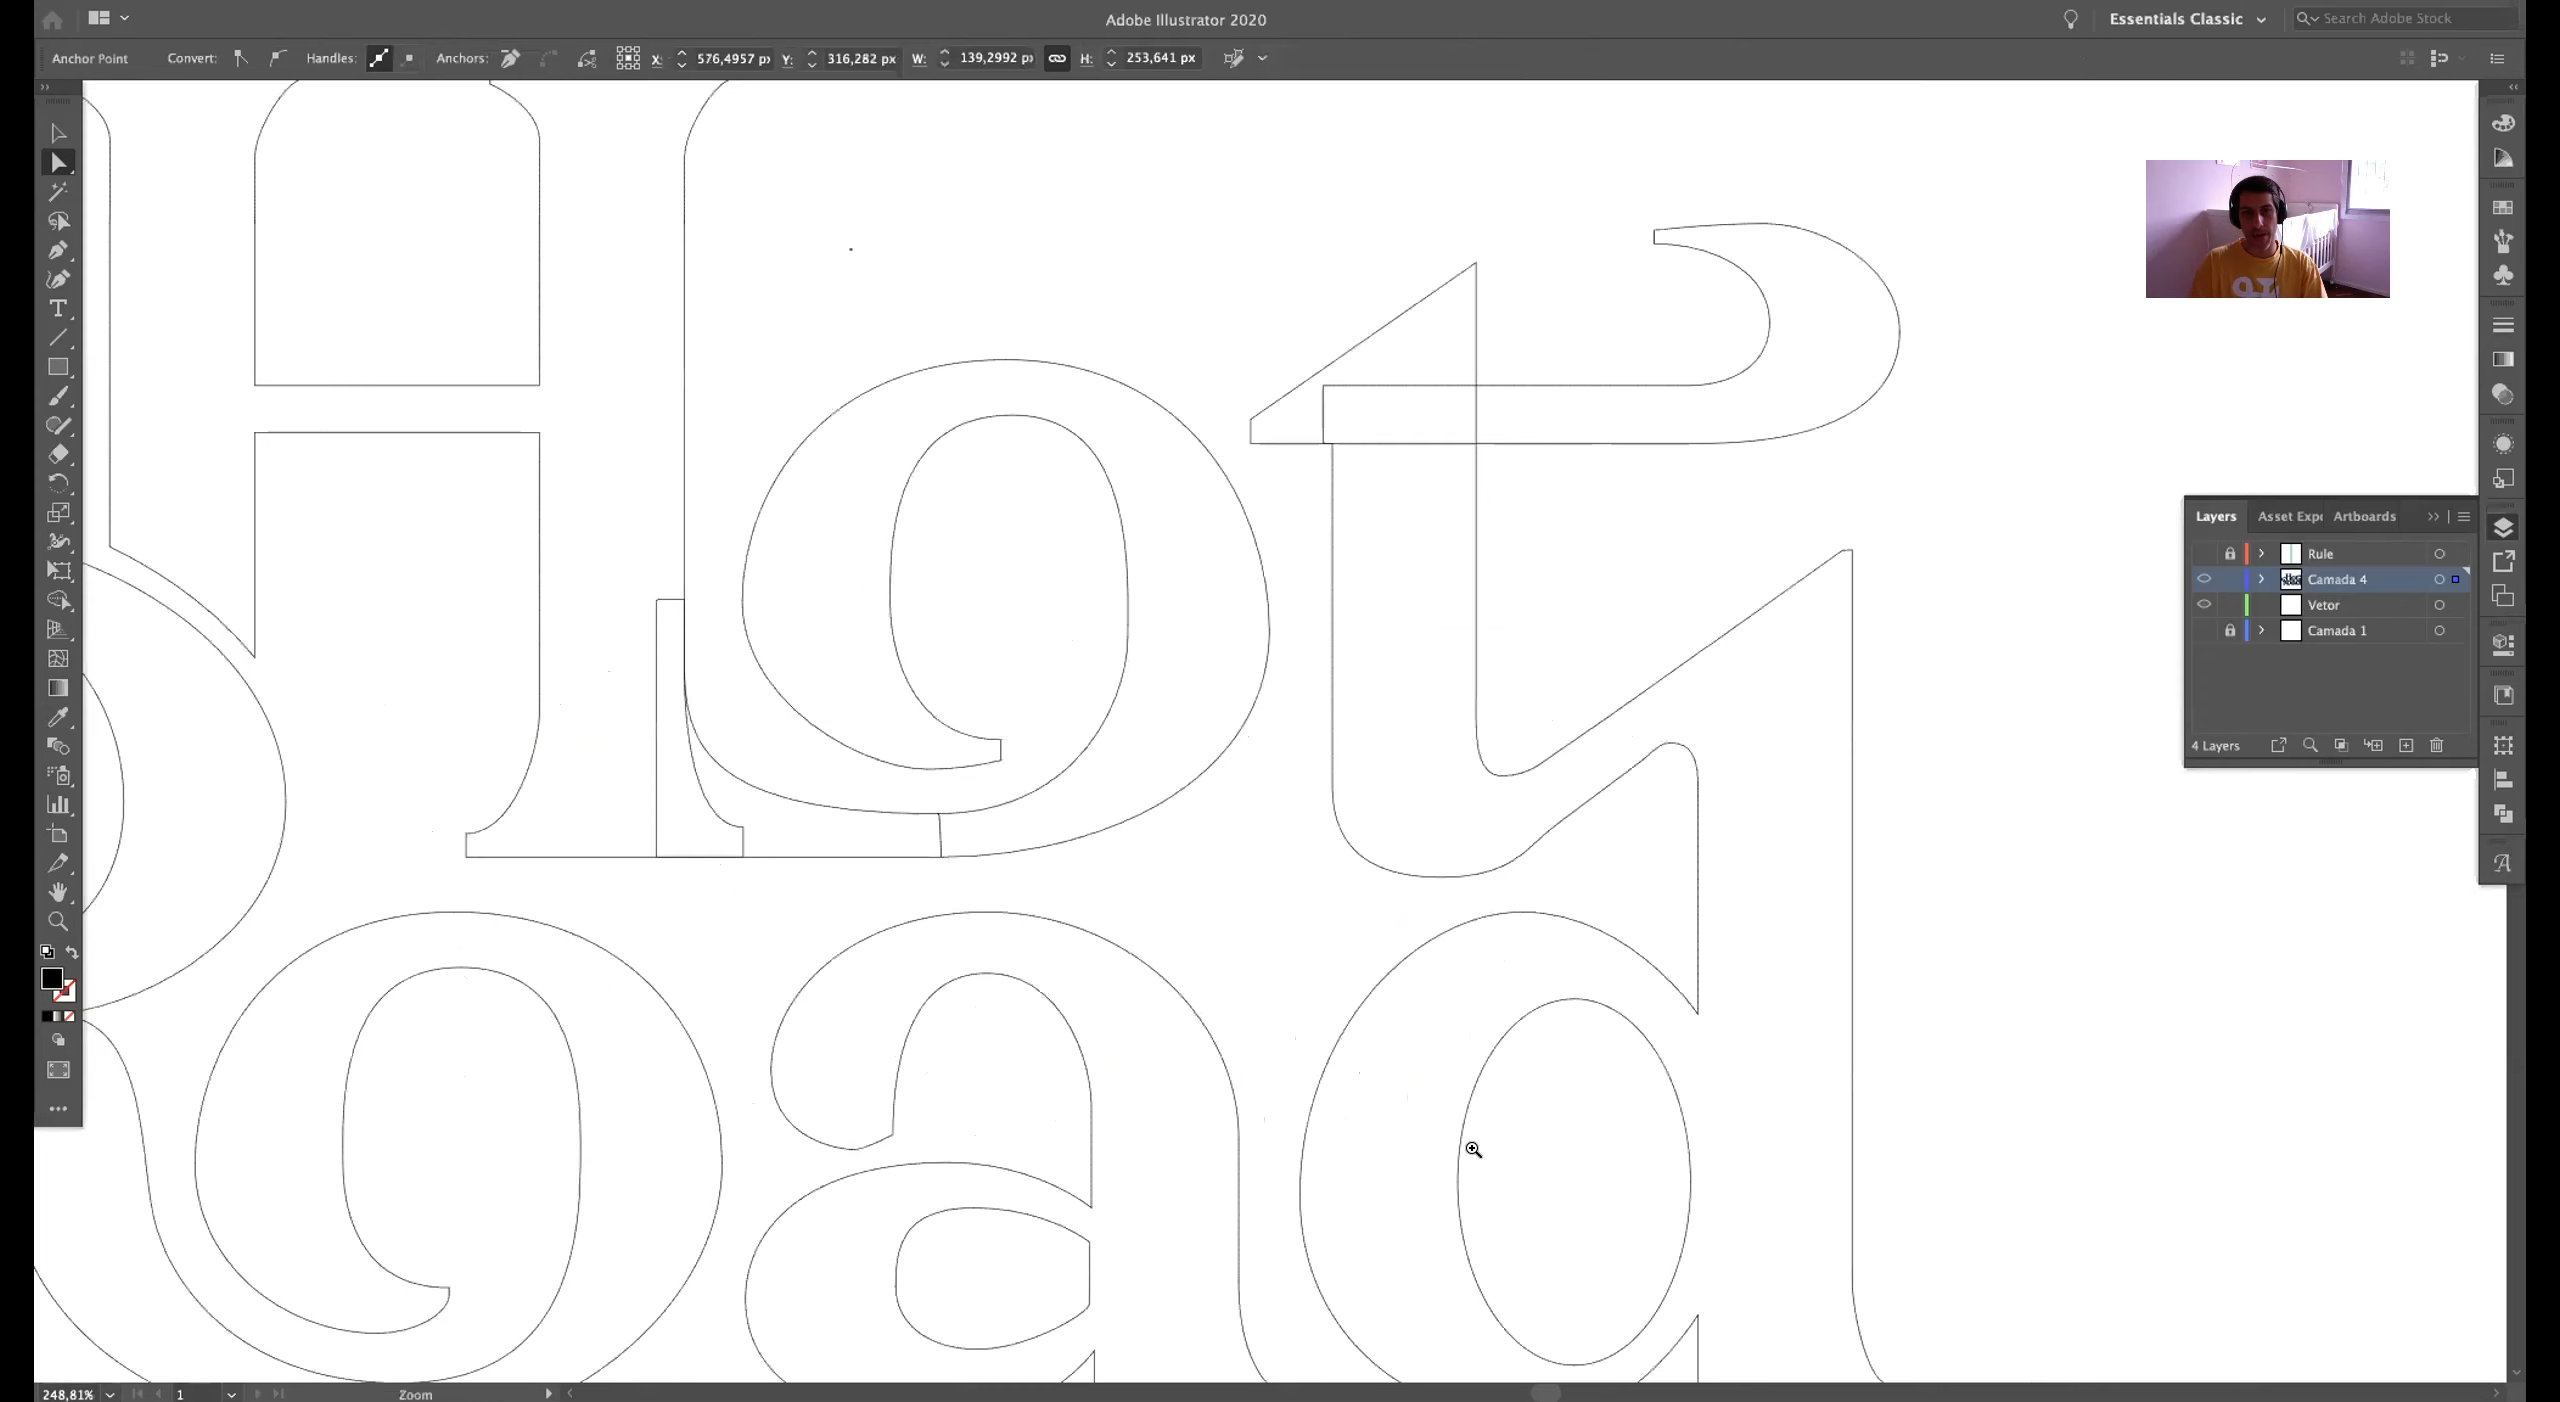 Adobe Illustrator 2020
Essentials Classic
Search Adobe Stock
Anchor Point
Convert:
Handles:
Anchors:
X: 576,4957 p
Y: 316,282 px
W: 139,2992 p
H: 253,641 px
Hot
oad
Layers
Asset Exp
Artboards
Rule
Camada 4
Vetor
Camada 1
4 Layers
248,81%
1
Zoom